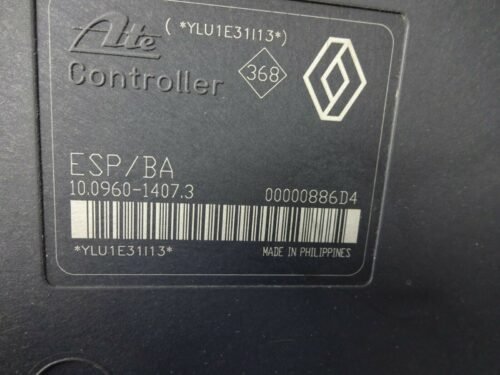 (*YLU1E31I13*)
Ate
Controller
368
ESP/BA
10.0960-1407.3 00000886D4
*YLU1E31I13* MADE IN PHILIPPINES